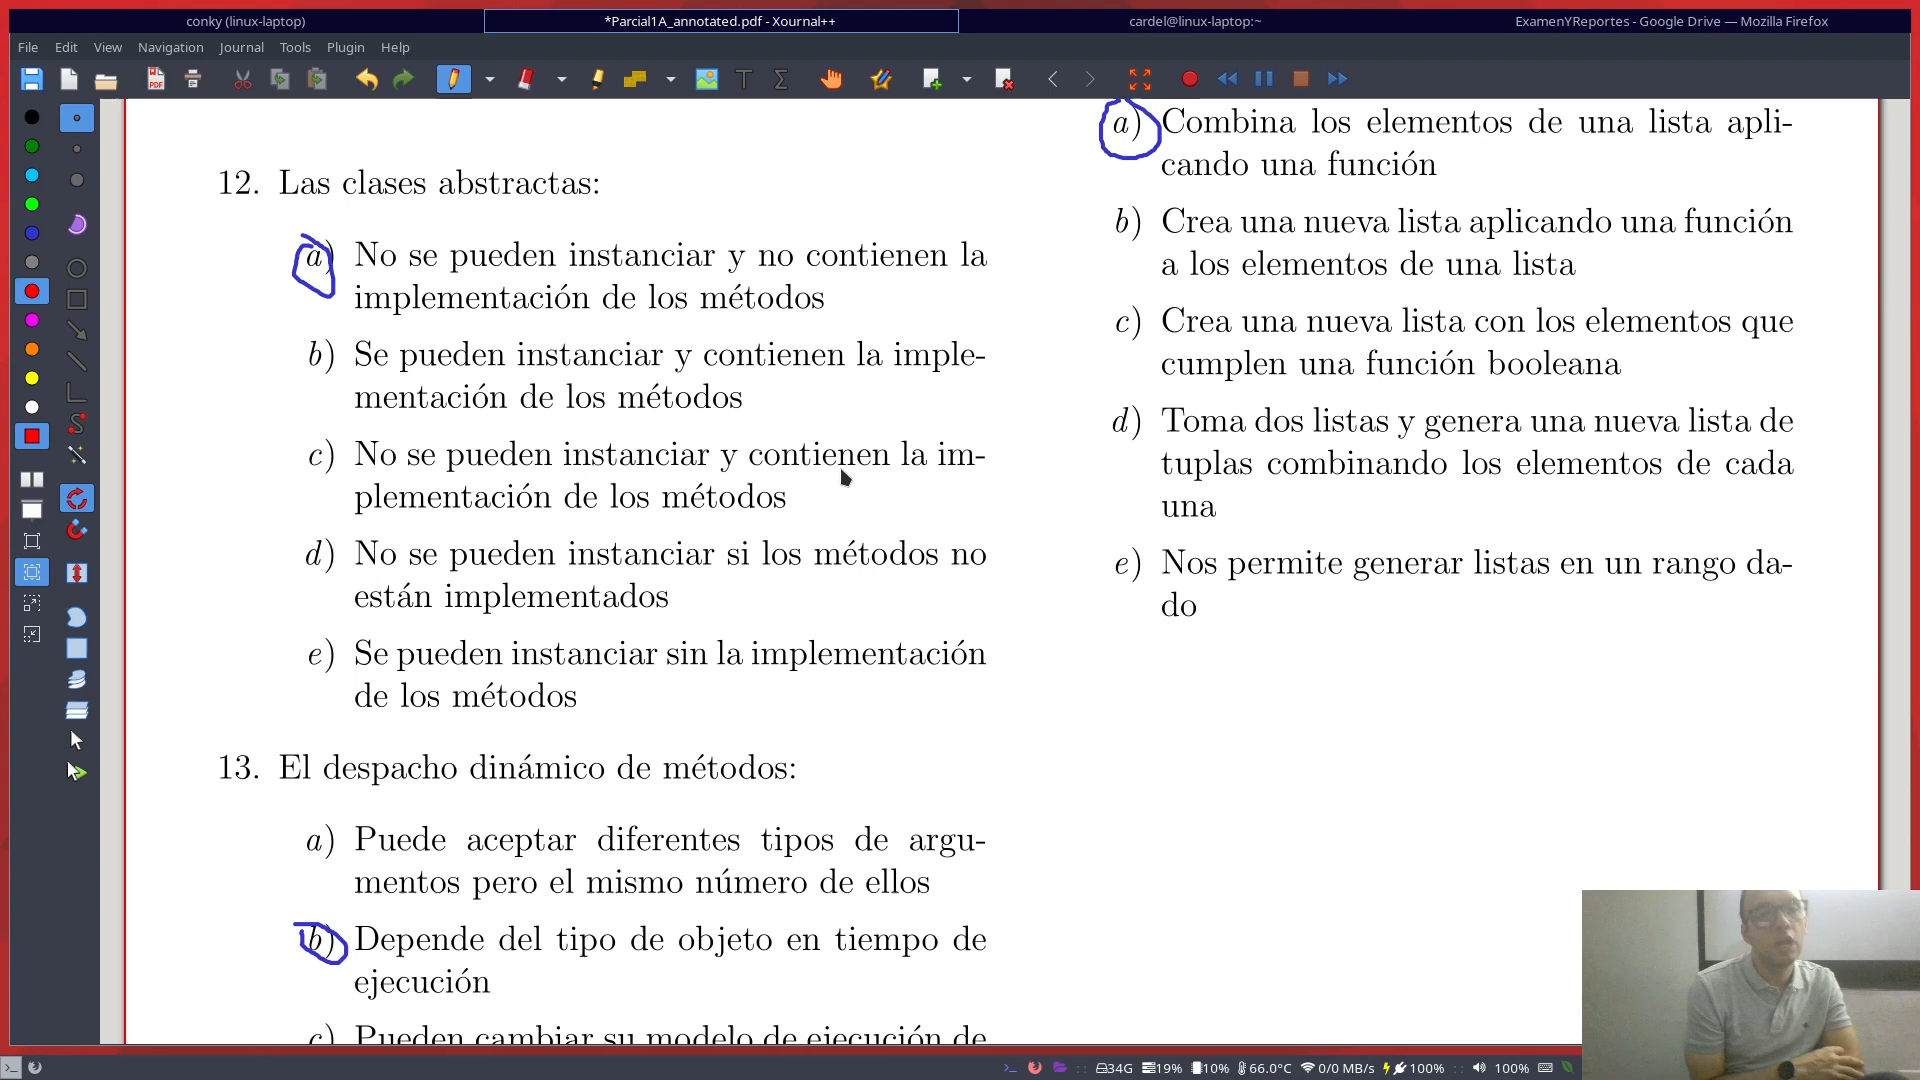 conky (linux-laptop)
*Parcial1A_annotated.pdf - Xournal++
cardel@linux-laptop:~
ExamenYReportes - Google Drive — Mozilla Firefox
File Edit View Navigation Journal Tools Plugin Help
12. Las clases abstractas:
a) No se pueden instanciar y no contienen la
implementación de los métodos
b) Se pueden instanciar y contienen la imple-
mentación de los métodos
c) No se pueden instanciar y contienen la im-
plementación de los métodos
d) No se pueden instanciar si los métodos no
están implementados
e) Se pueden instanciar sin la implementación
de los métodos
13. El despacho dinámico de métodos:
a) Puede aceptar diferentes tipos de argu-
mentos pero el mismo número de ellos
b) Depende del tipo de objeto en tiempo de
ejecución
c) Pueden cambiar su modelo de ejecución de
a) Combina los elementos de una lista apli-
cando una función
b) Crea una nueva lista aplicando una función
a los elementos de una lista
c) Crea una nueva lista con los elementos que
cumplen una función booleana
d) Toma dos listas y genera una nueva lista de
tuplas combinando los elementos de cada
una
e) Nos permite generar listas en un rango da-
do
34G 19% 10% 66.0°C 0/0 MB/s 100% 100%